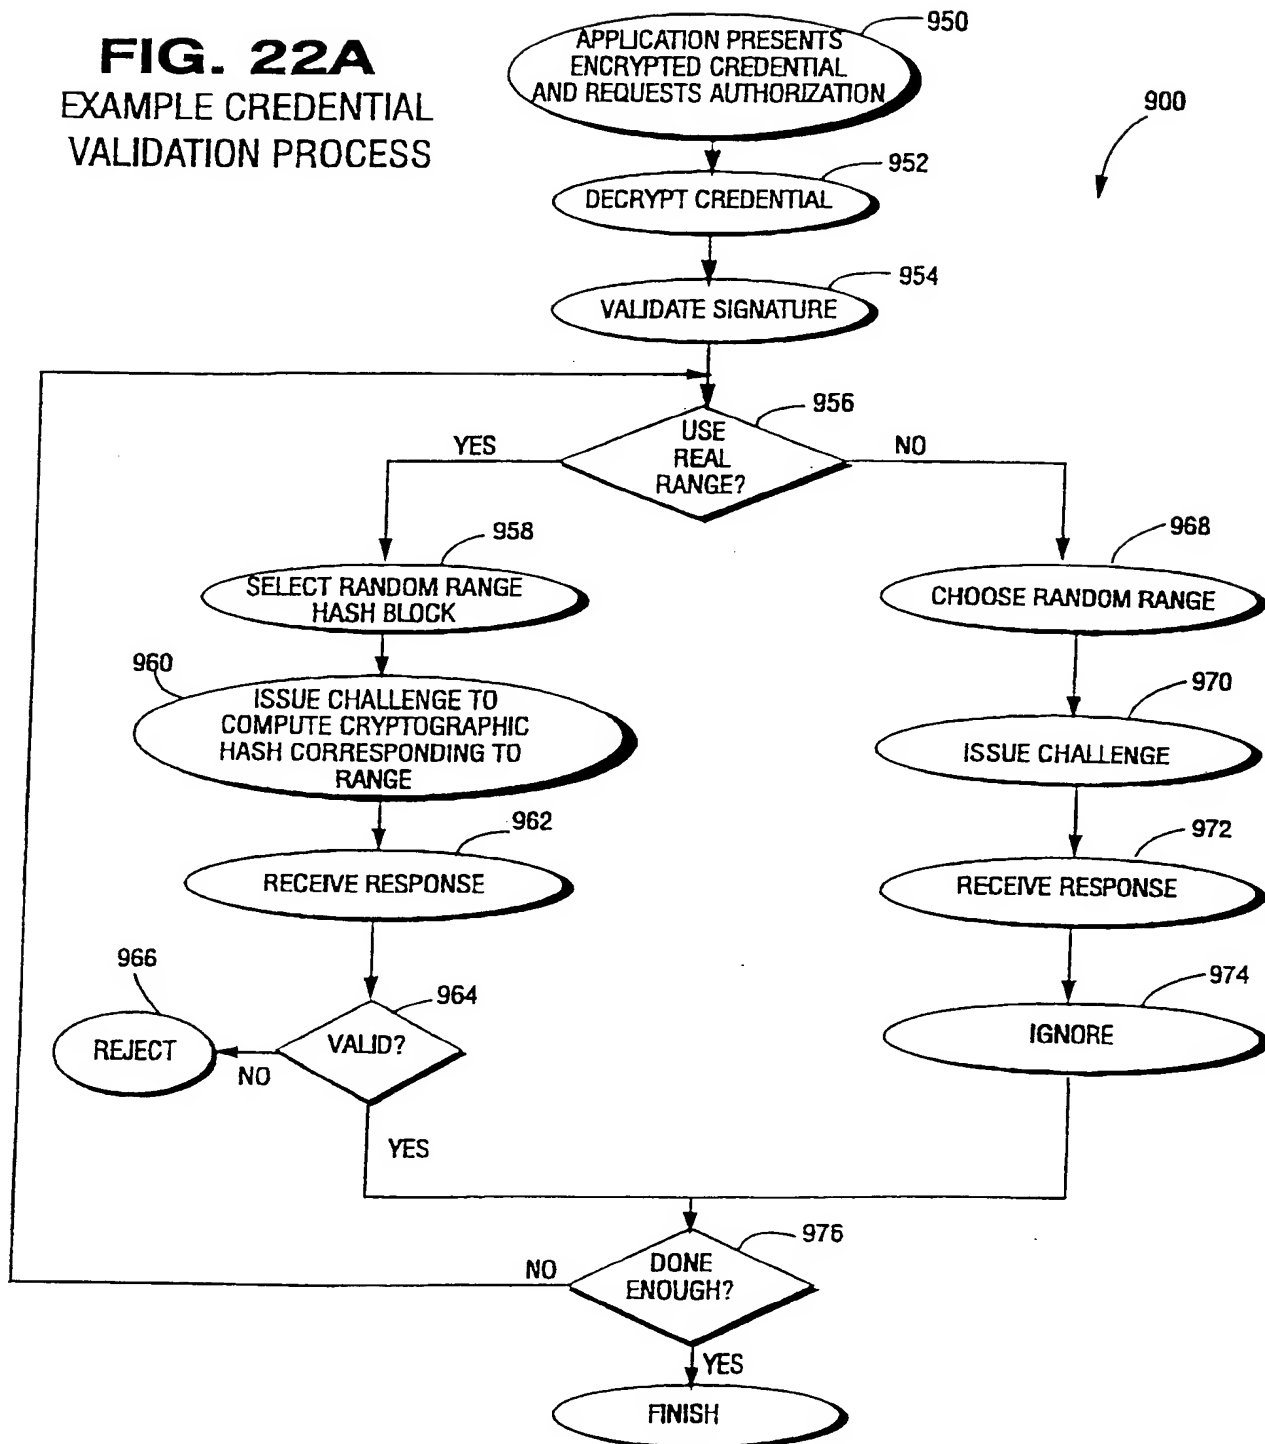 FIG. 22A
EXAMPLE CREDENTIAL
VALIDATION PROCESS
950
APPLICATION PRESENTS
ENCRYPTED CREDENTIAL
AND REQUESTS AUTHORIZATION
900
952
DECRYPT CREDENTIAL
954
VALIDATE SIGNATURE
956
USE
REAL
RANGE?
YES
NO
958
SELECT RANDOM RANGE
HASH BLOCK
968
CHOOSE RANDOM RANGE
960
ISSUE CHALLENGE TO
COMPUTE CRYPTOGRAPHIC
HASH CORRESPONDING TO
RANGE
970
ISSUE CHALLENGE
962
RECEIVE RESPONSE
972
RECEIVE RESPONSE
966
REJECT
964
VALID?
NO
YES
974
IGNORE
976
DONE
ENOUGH?
NO
YES
FINISH